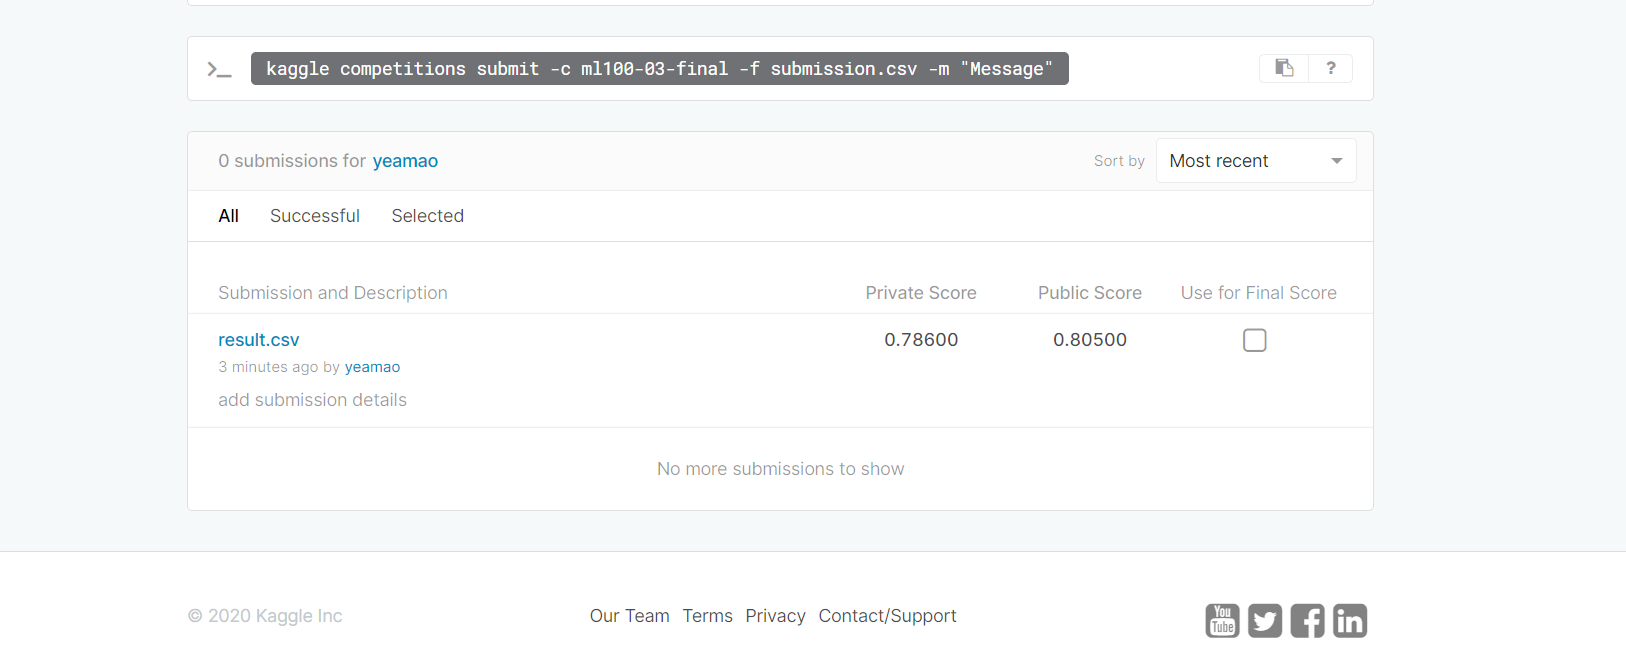 kaggle competitions submit -c ml100-03-final -f submission.csv -m "Message"
?
0 submissions for yeamao
Sort by Most recent
All Successful Selected
Submission and Description Private Score Public Score Use for Final Score
result.csv 0.78600 0.80500
3 minutes ago by yeamao
add submission details
No more submissions to show
© 2020 Kaggle Inc Our Team Terms Privacy Contact/Support
You
Tube
in